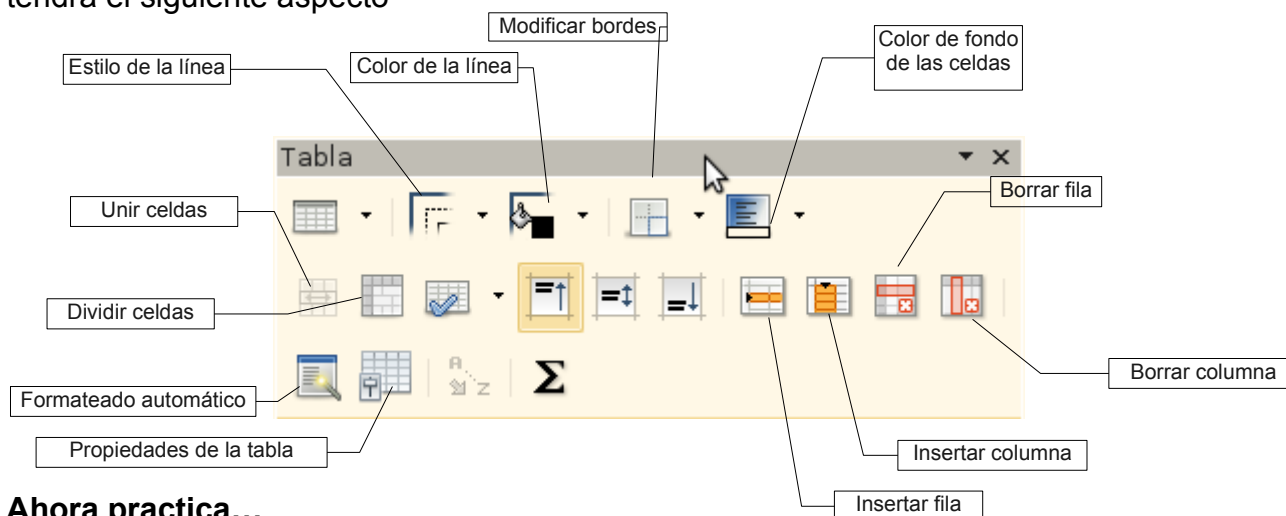 tendrá el siguiente aspecto
Modificar bordes
Estilo de la línea
Color de la línea
Color de fondo
de las celdas
Tabla
Unir celdas
Borrar fila
Dividir celdas
Formateado automático
A
Z
Σ
Borrar columna
Propiedades de la tabla
Insertar columna
Insertar fila
Ahora practica...